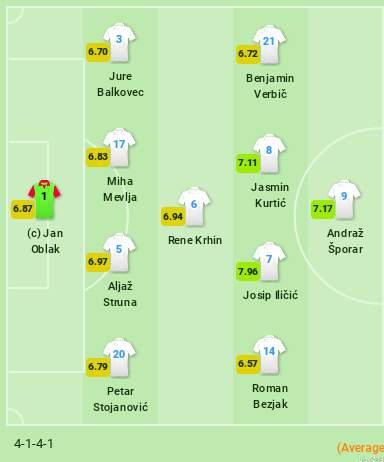 3
6.70
Jure
Balkovec
21
6.72
Benjamin
Verbič
17
6.83
Miha
Mevlja
8
7.11
Jasmin
Kurtić
1
6.87
(c) Jan
Oblak
6
6.94
Rene Krhin
9
7.17
Andraž
Šporar
5
6.97
Aljaž
Struna
7
7.96
Josip Iličić
20
6.79
Petar
Stojanović
14
6.57
Roman
Bezjak
4-1-4-1
(Average